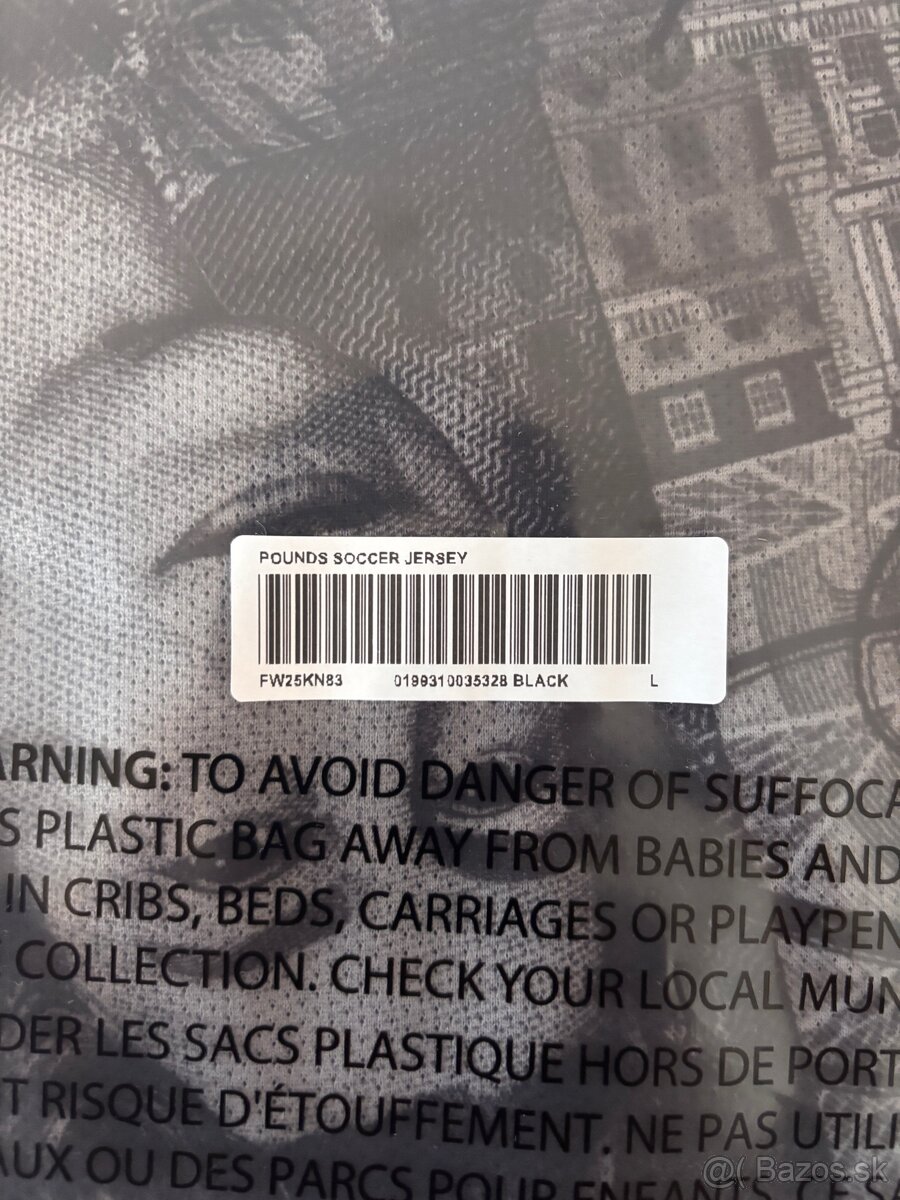 POUNDS SOCCER JERSEY
FW25KN83 0199310035328 BLACK L
ARNING: TO AVOID DANGER OF SUFFOCA
S PLASTIC BAG AWAY FROM BABIES AND
IN CRIBS, BEDS, CARRIAGES OR PLAYPEN
COLLECTION. CHECK YOUR LOCAL MUN
DER LES SACS PLASTIQUE HORS DE PORT
T RISQUE D'ÉTOUFFEMENT. NE PAS UTILI
AUX OU DES PARCS POUR ENFANT
@( Bazos.sk